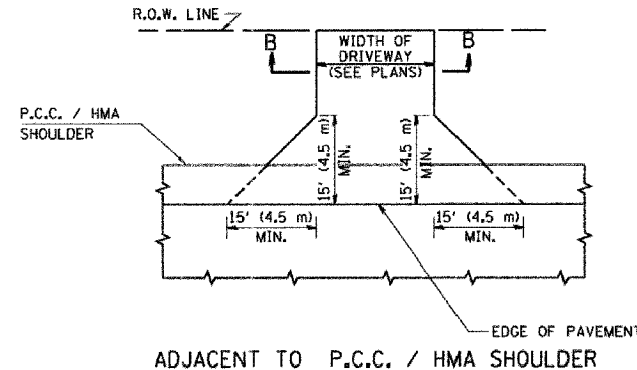 R.O.W. LINE
B
WIDTH OF
DRIVEWAY
(SEE PLANS)
B
P.C.C. / HMA
SHOULDER
15' (4.5 m)
MIN.
15' (4.5 m)
MIN.
15' (4.5 m)
MIN.
15' (4.5 m)
MIN.
EDGE OF PAVEMENT
ADJACENT TO P.C.C. / HMA SHOULDER